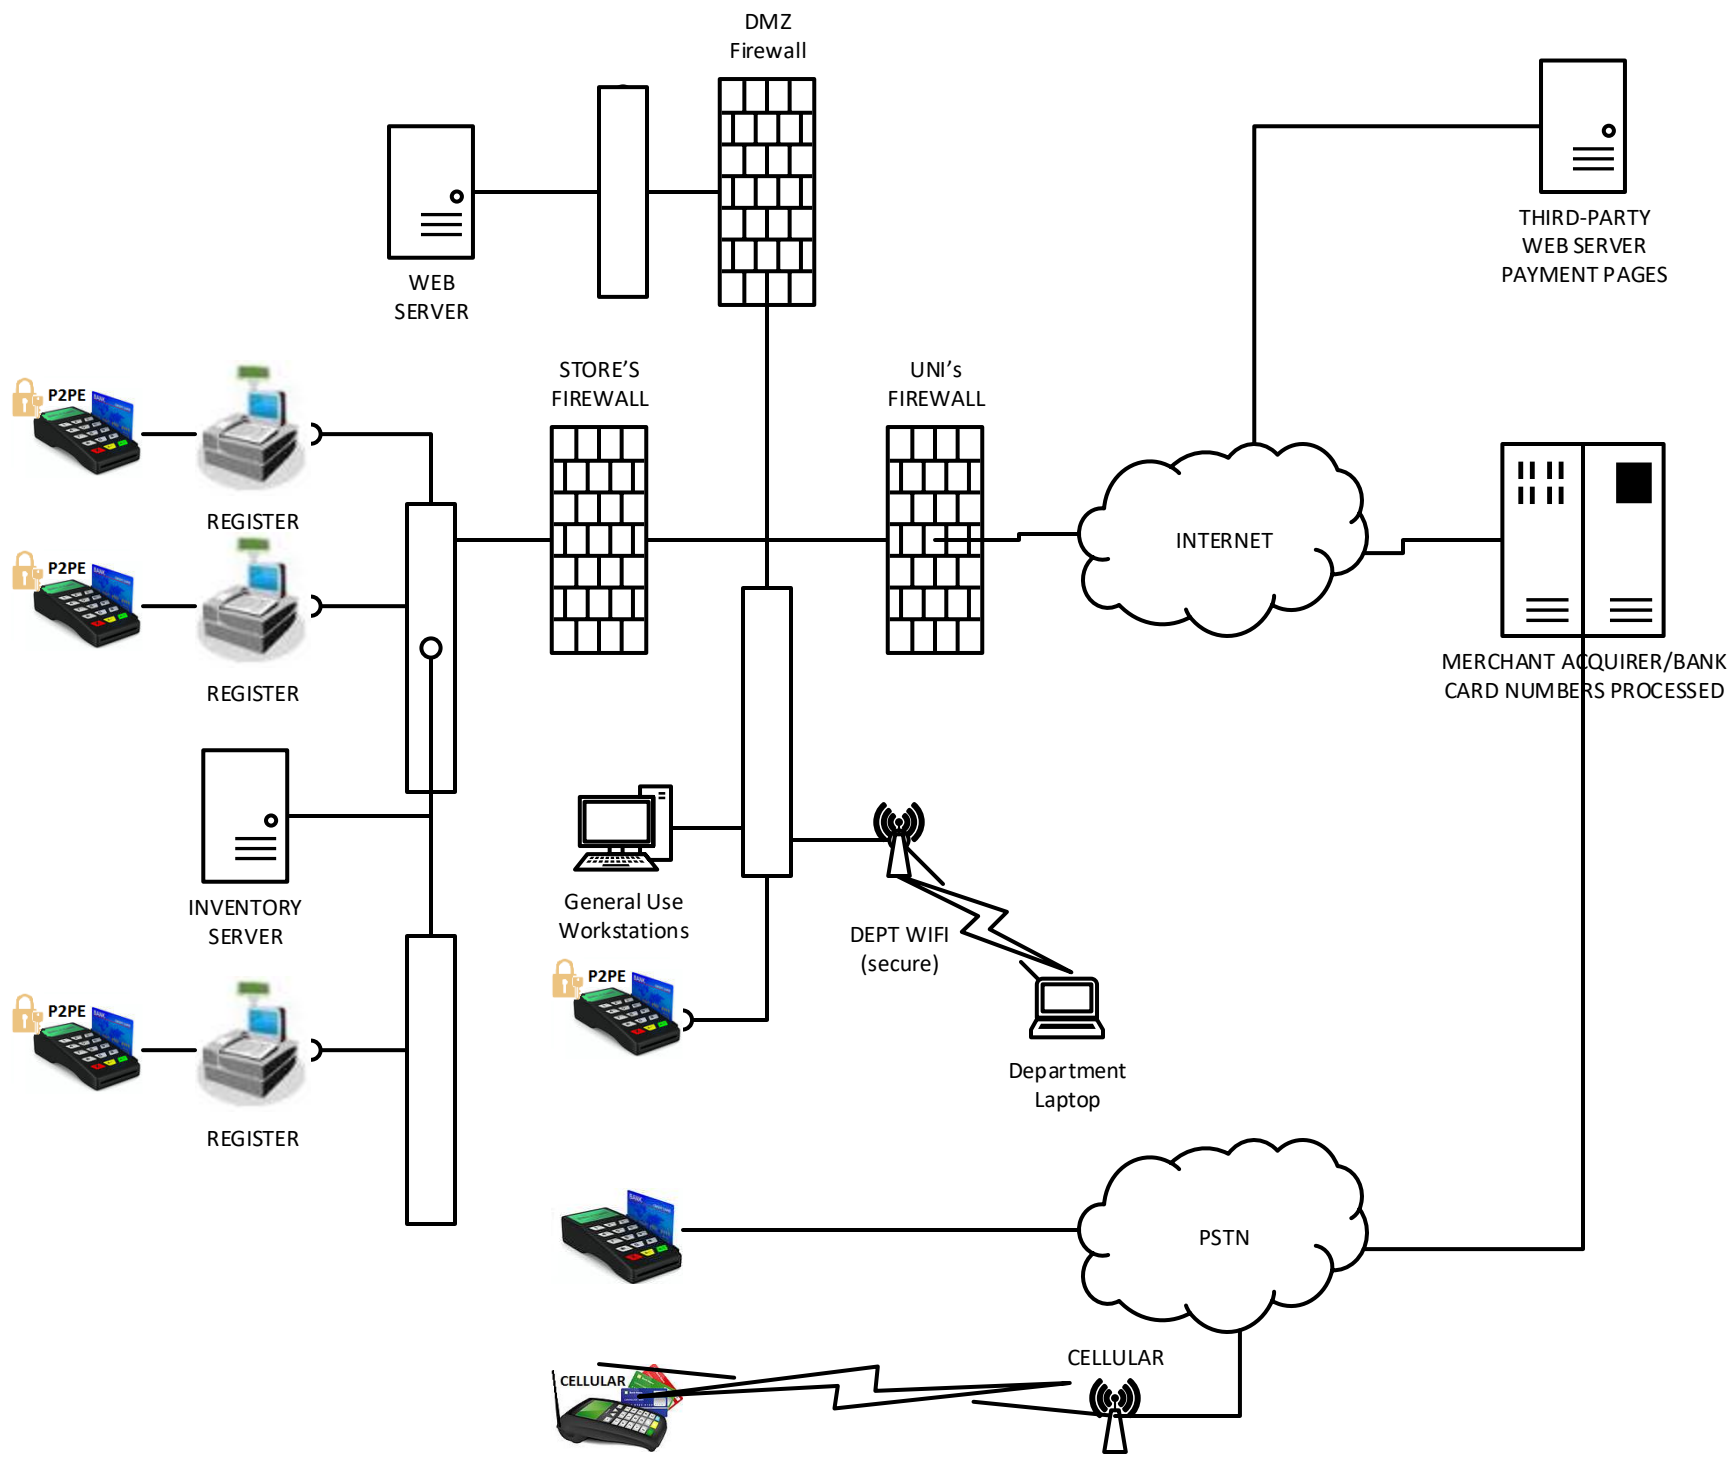 DMZ
Firewall
THIRD-PARTY
WEB SERVER
PAYMENT PAGES
WEB
SERVER
STORE'S
FIREWALL
UNI's
FIREWALL
P2PE
REGISTER
INTERNET
P2PE
REGISTER
MERCHANT ACQUIRER/BANK
CARD NUMBERS PROCESSED
INVENTORY
SERVER
General Use
Workstations
DEPT WIFI
(secure)
P2PE
P2PE
REGISTER
Department
Laptop
BANK
PSTN
CELLULAR
CELLULAR